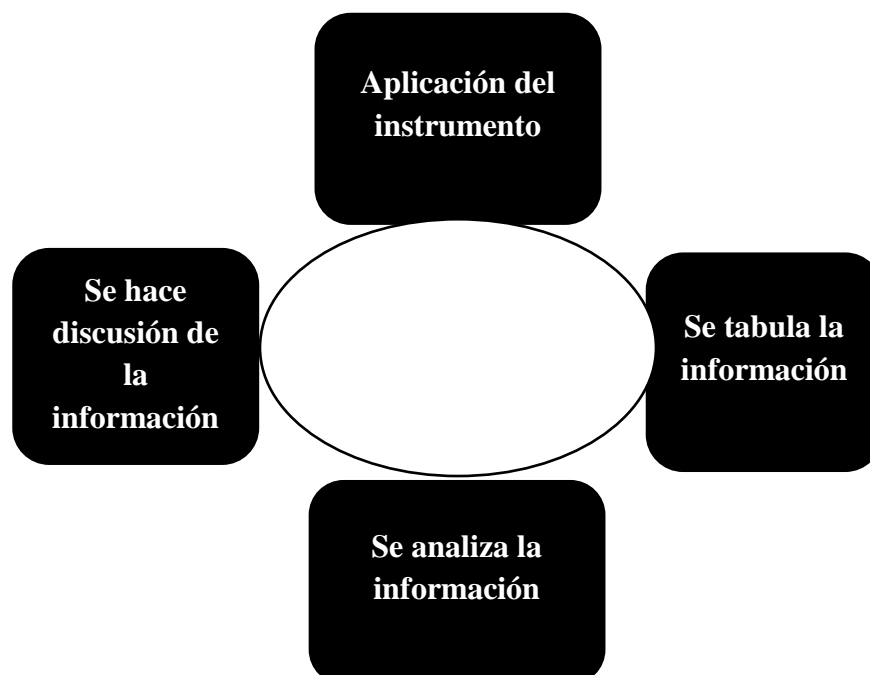 Aplicación del
instrumento
Se hace
discusión de
la
información
Se tabula la
información
Se analiza la
información